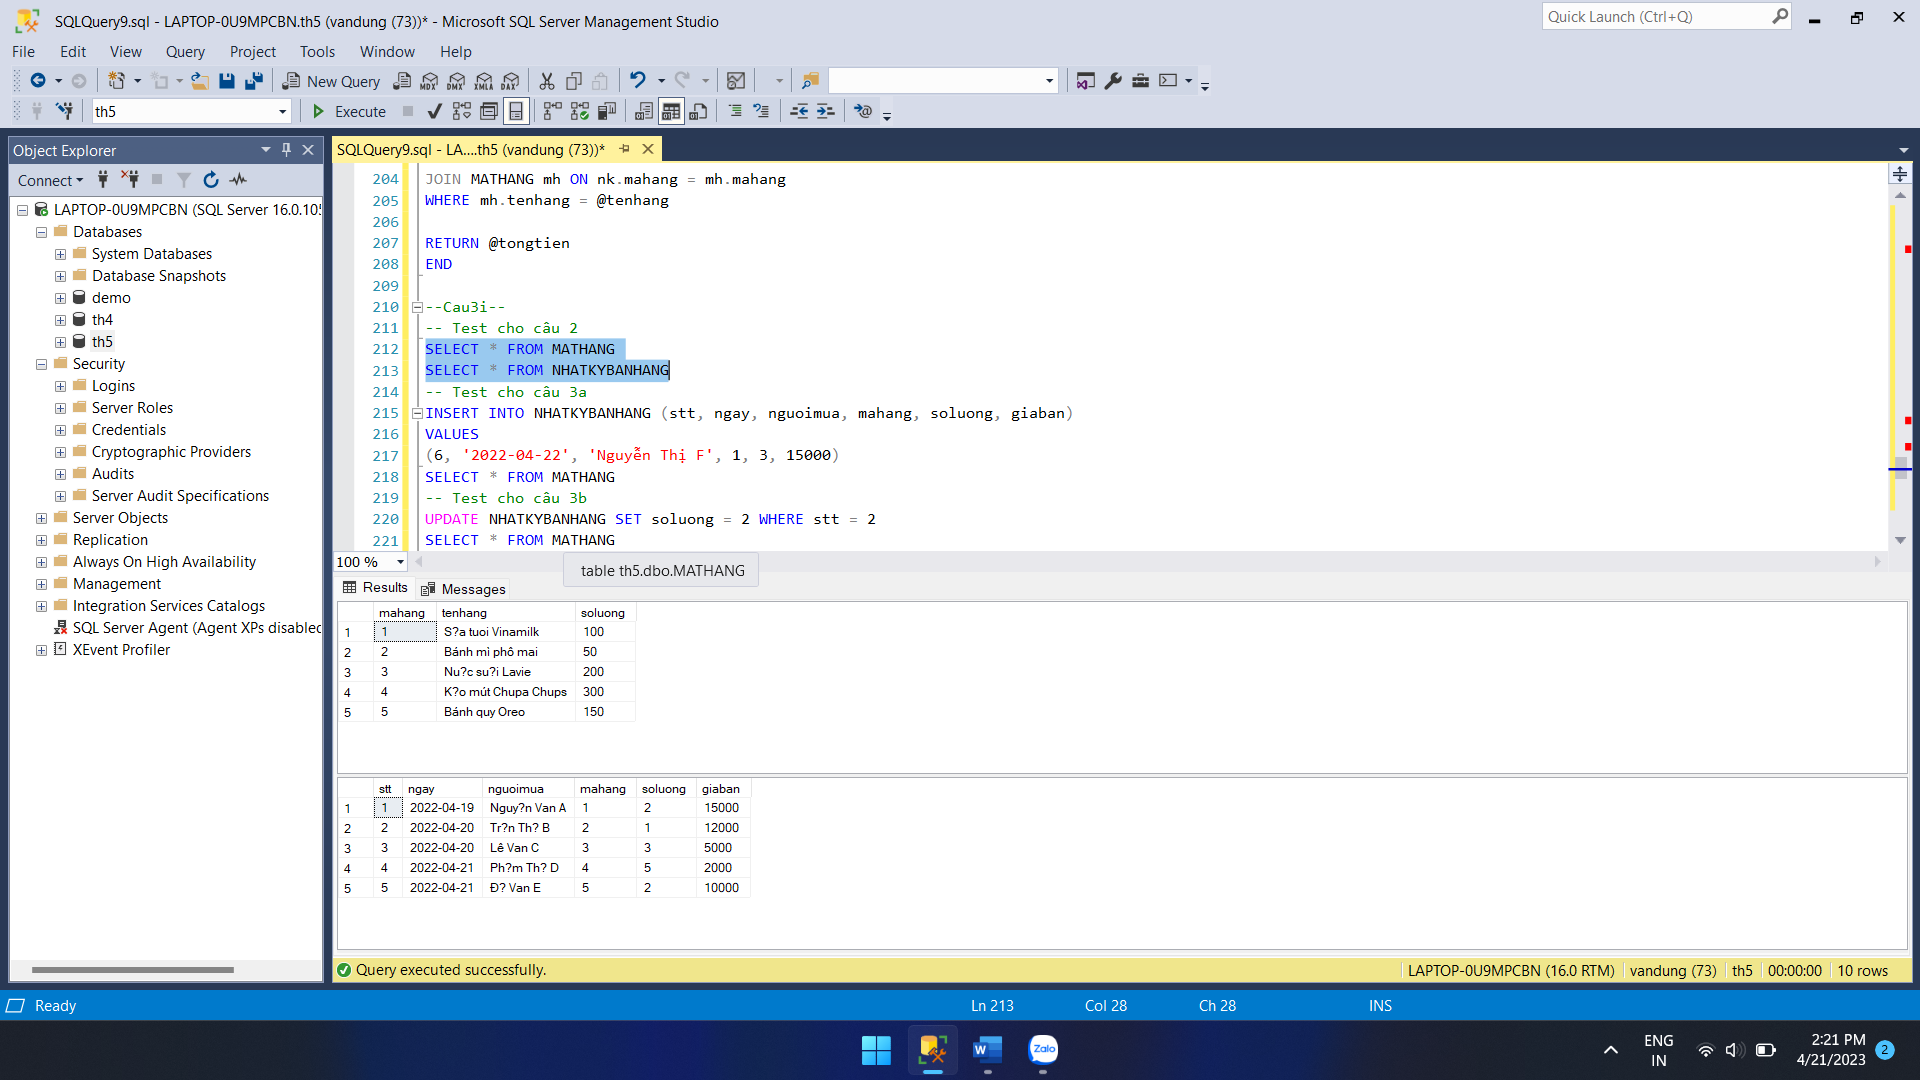 SQLQuery9.sql - LAPTOP-0U9MPCBN.th5 (vandung (73))* - Microsoft SQL Server Management Studio
Quick Launch (Ctrl+Q)
File Edit View Query Project Tools Window Help
New Query MDX DMX XMLA DAX
th5 Execute
Object Explorer
SQLQuery9.sql - LA....th5 (vandung (73))*
Connect
LAPTOP-0U9MPCBN (SQL Server 16.0.105
Databases
System Databases
Database Snapshots
demo
th4
th5
Security
Logins
Server Roles
Credentials
Cryptographic Providers
Audits
Server Audit Specifications
Server Objects
Replication
Always On High Availability
Management
Integration Services Catalogs
SQL Server Agent (Agent XPs disabled
XEvent Profiler
204 JOIN MATHANG mh ON nk.mahang = mh.mahang
205 WHERE mh.tenhang = @tenhang
206
207 RETURN @tongtien
208 END
209
210 --Cau3i--
211 -- Test cho câu 2
212 SELECT * FROM MATHANG
213 SELECT * FROM NHATKYBANHANG
214 -- Test cho câu 3a
215 INSERT INTO NHATKYBANHANG (stt, ngay, nguoimua, mahang, soluong, giaban)
216 VALUES
217 (6, '2022-04-22', 'Nguyễn Thị F', 1, 3, 15000)
218 SELECT * FROM MATHANG
219 -- Test cho câu 3b
220 UPDATE NHATKYBANHANG SET soluong = 2 WHERE stt = 2
221 SELECT * FROM MATHANG
100 %
table th5.dbo.MATHANG
Results Messages
mahang tenhang soluong
1 1 S?a tuoi Vinamilk 100
2 2 Bánh mì phô mai 50
3 3 Nu?c su?i Lavie 200
4 4 K?o mút Chupa Chups 300
5 5 Bánh quy Oreo 150
stt ngay nguoimua mahang soluong giaban
1 1 2022-04-19 Nguy?n Van A 1 2 15000
2 2 2022-04-20 Tr?n Th? B 2 1 12000
3 3 2022-04-20 Lê Van C 3 3 5000
4 4 2022-04-21 Ph?m Th? D 4 5 2000
5 5 2022-04-21 Đ? Van E 5 2 10000
Query executed successfully. LAPTOP-0U9MPCBN (16.0 RTM) vandung (73) th5 00:00:00 10 rows
Ready Ln 213 Col 28 Ch 28 INS
W Zalo
ENG
IN
2:21 PM
4/21/2023
2